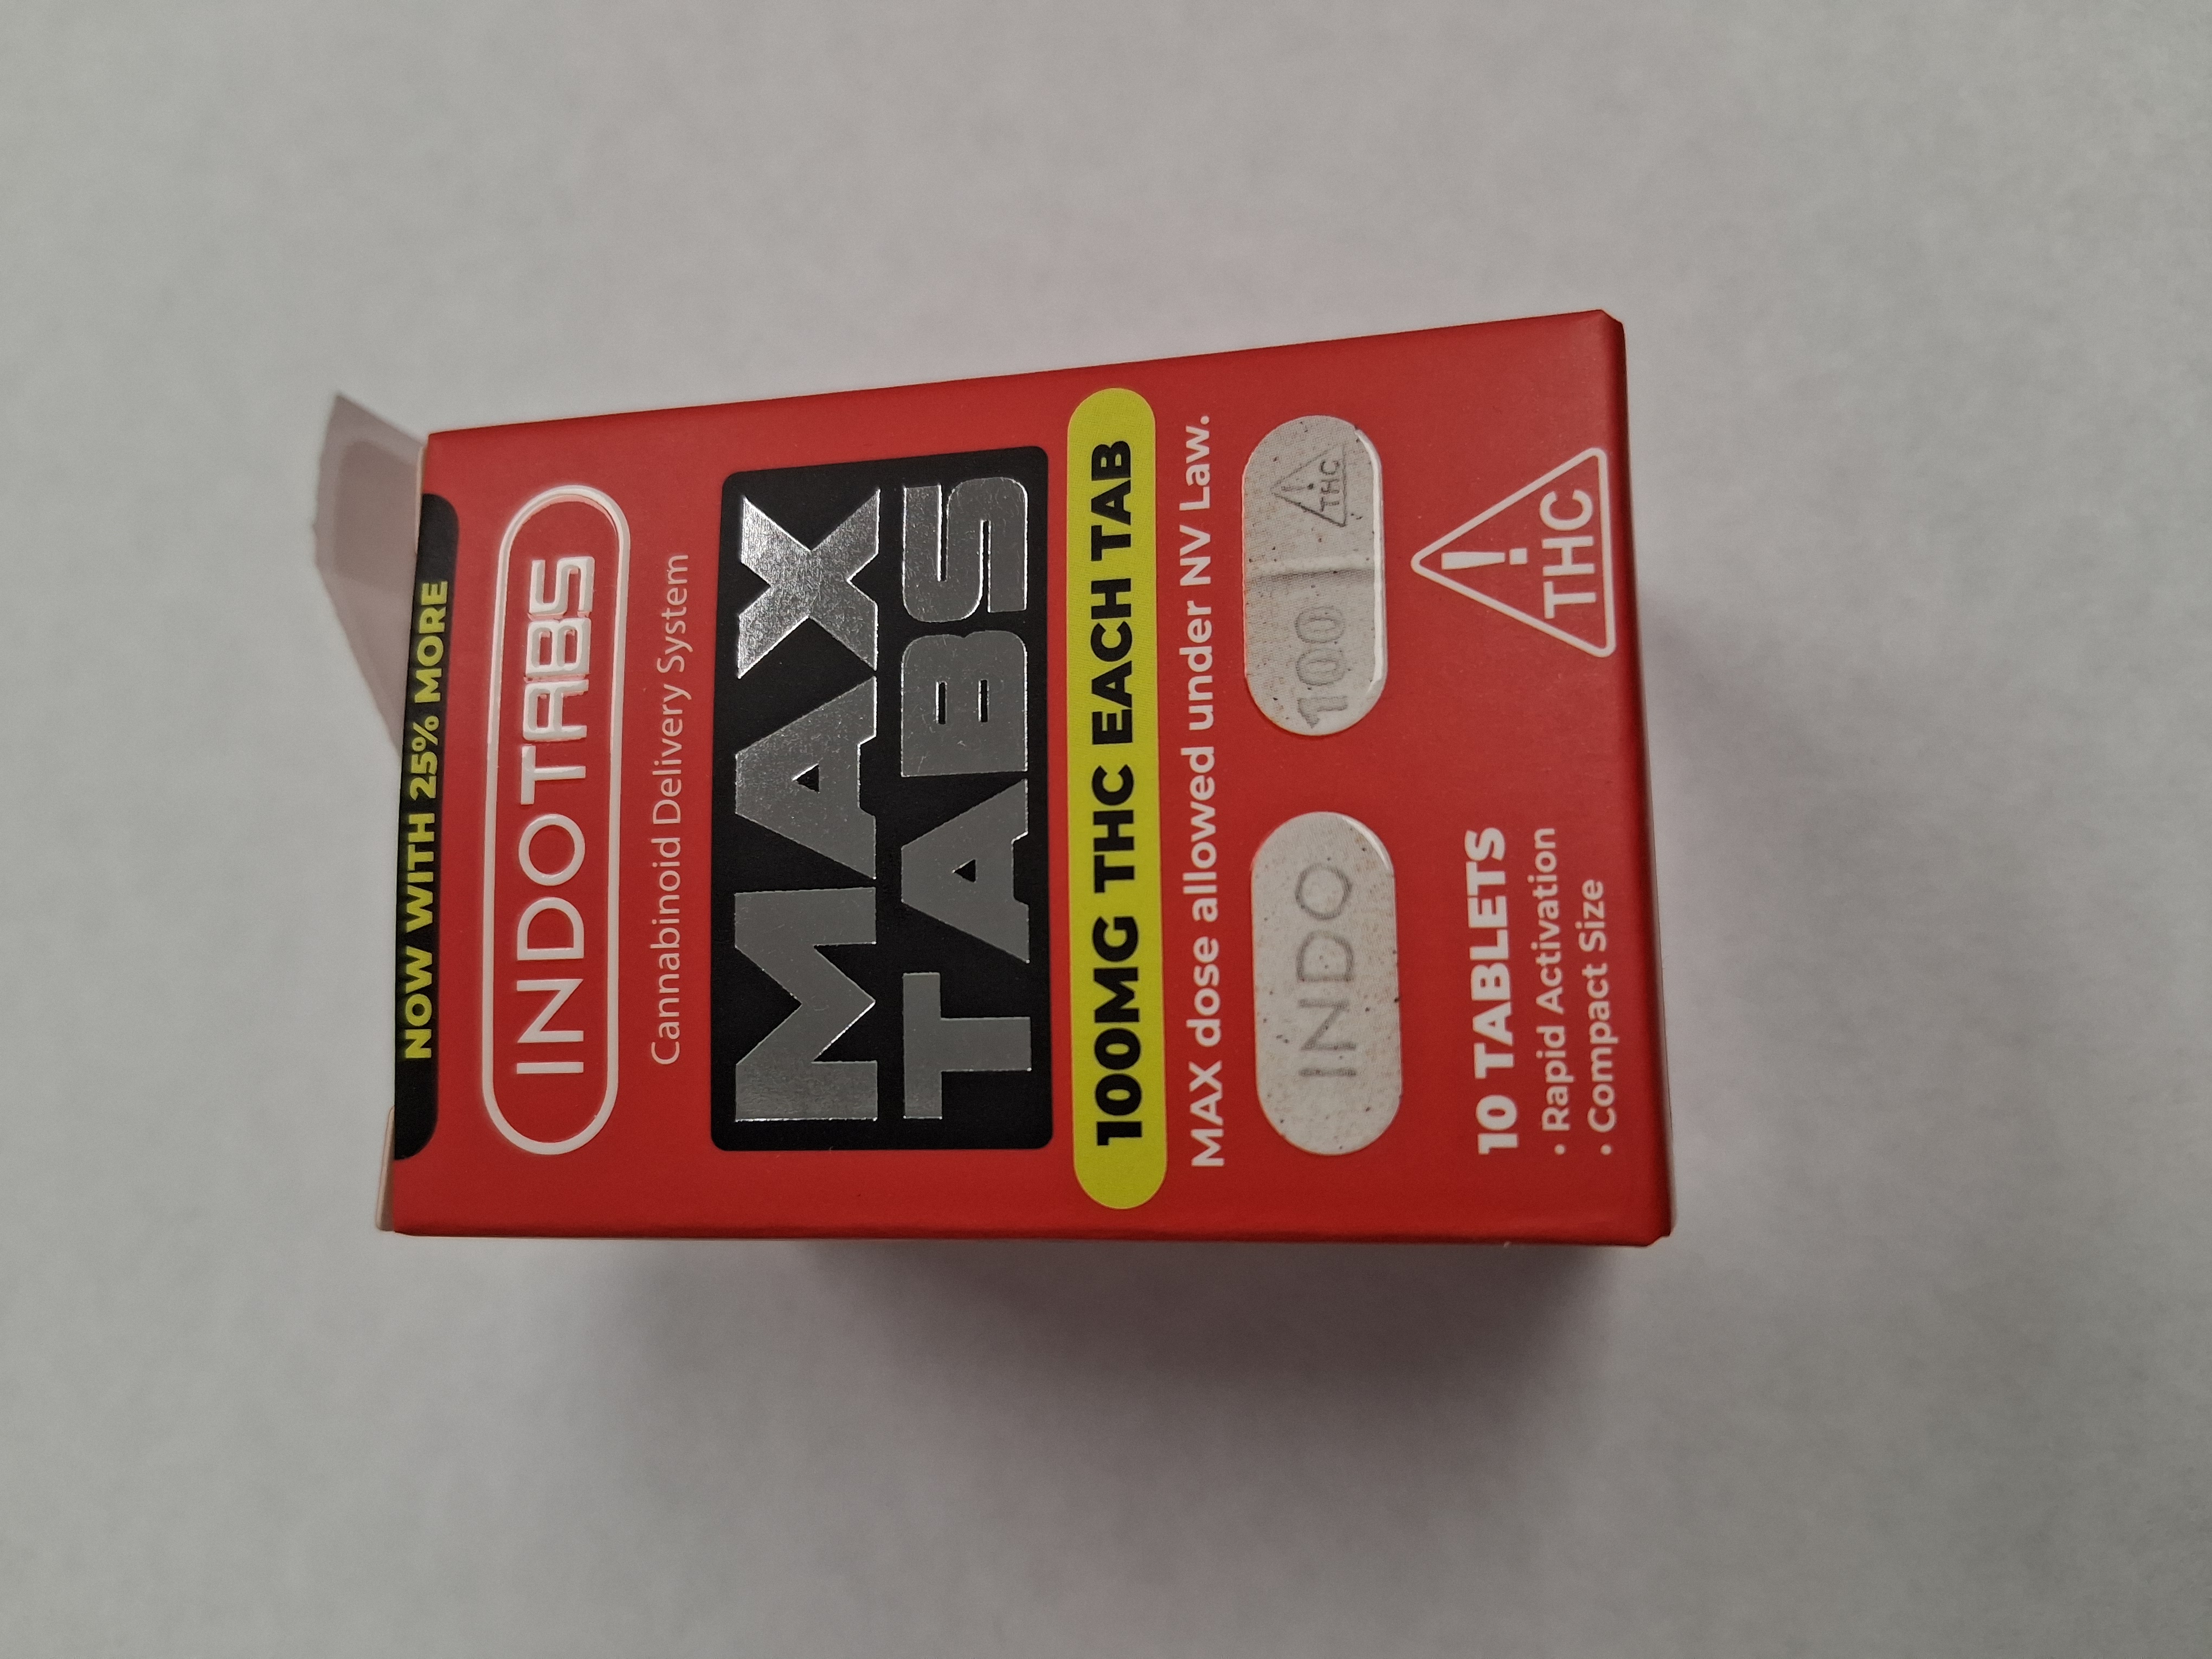 NOW WITH 25% MORE
INDOTABS
Cannabinoid Delivery System
MAX
TABS
100MG THC EACH TAB
MAX dose allowed under NV Law.
INDO
100
THC
10 TABLETS
• Rapid Activation
• Compact Size
!
THC